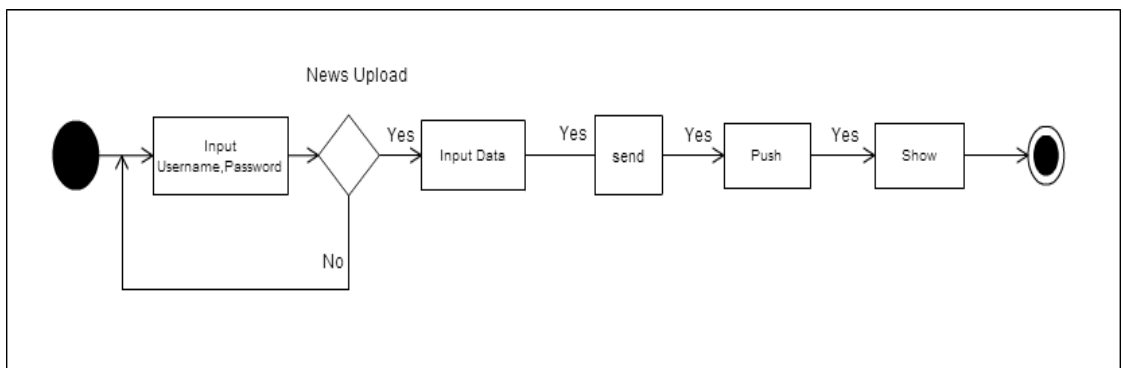 News Upload
Input
Username,Password
Yes
Input Data
Yes
send
Yes
Push
Yes
Show
No